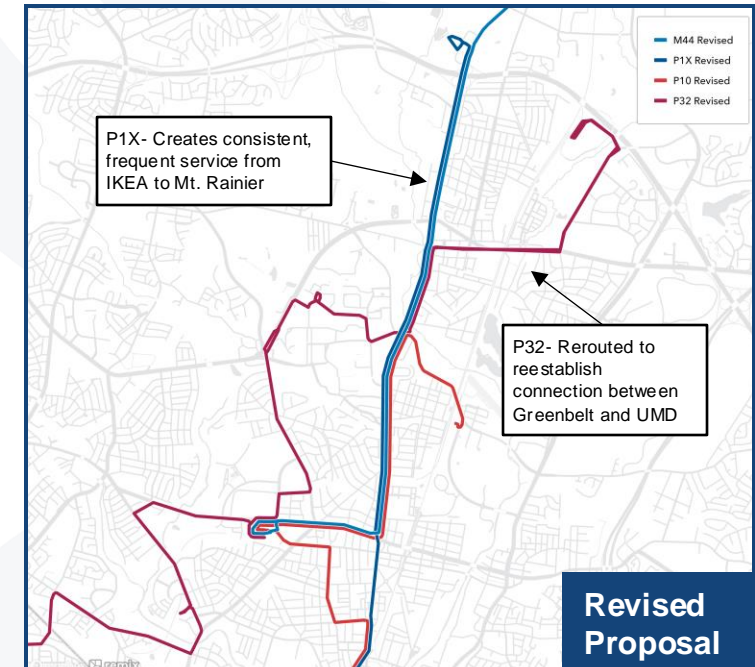 M44 Revised
P1X Revised
P10 Revised
P32 Revised
P1X- Creates consistent,
frequent service from
IKEA to Mt. Rainier
P32- Rerouted to
reestablish
connection between
Greenbelt and UMD
Revised
Proposal